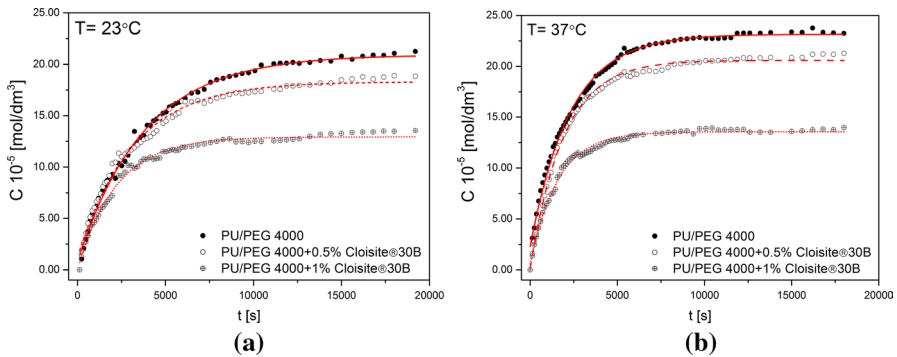 T= 23°C
25.00
20.00
15.00
10.00
5.00
0.00
C 10⁻⁵ [mol/dm³]
PU/PEG 4000
PU/PEG 4000+0.5% Cloisite®30B
PU/PEG 4000+1% Cloisite®30B
0 5000 10000 15000 20000
t [s]
(a)
T= 37°C
25.00
20.00
15.00
10.00
5.00
0.00
C 10⁻⁵ [mol/dm³]
PU/PEG 4000
PU/PEG 4000+0.5% Cloisite®30B
PU/PEG 4000+1% Cloisite®30B
0 5000 10000 15000 20000
t [s]
(b)